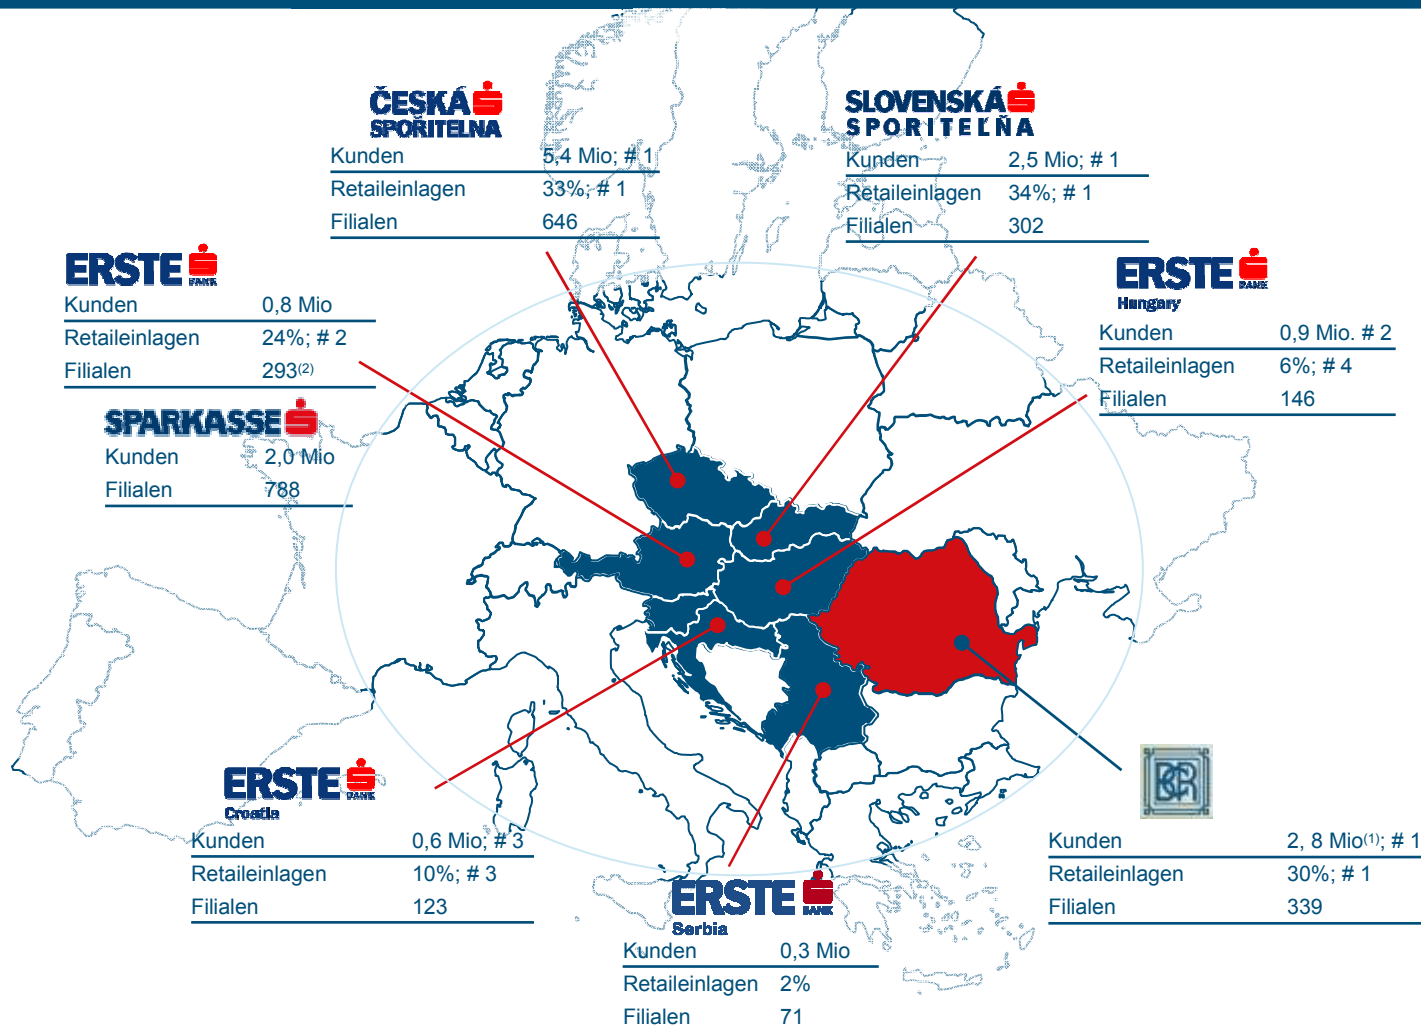 ČESKÁ
SPOŘITELNA
Kunden 5,4 Mio; # 1
Retaileinlagen 33%; # 1
Filialen 646
SLOVENSKÁ
SPORITEĽŇA
Kunden 2,5 Mio; # 1
Retaileinlagen 34%; # 1
Filialen 302
ERSTE BANK
Kunden 0,8 Mio
Retaileinlagen 24%; # 2
Filialen 293(2)
ERSTE BANK
Hungary
Kunden 0,9 Mio. # 2
Retaileinlagen 6%; # 4
Filialen 146
SPARKASSE
Kunden 2,0 Mio
Filialen 788
ERSTE BANK
Croatia
Kunden 0,6 Mio; # 3
Retaileinlagen 10%; # 3
Filialen 123
BCR
Kunden 2, 8 Mio(1); # 1
Retaileinlagen 30%; # 1
Filialen 339
ERSTE BANK
Serbia
Kunden 0,3 Mio
Retaileinlagen 2%
Filialen 71